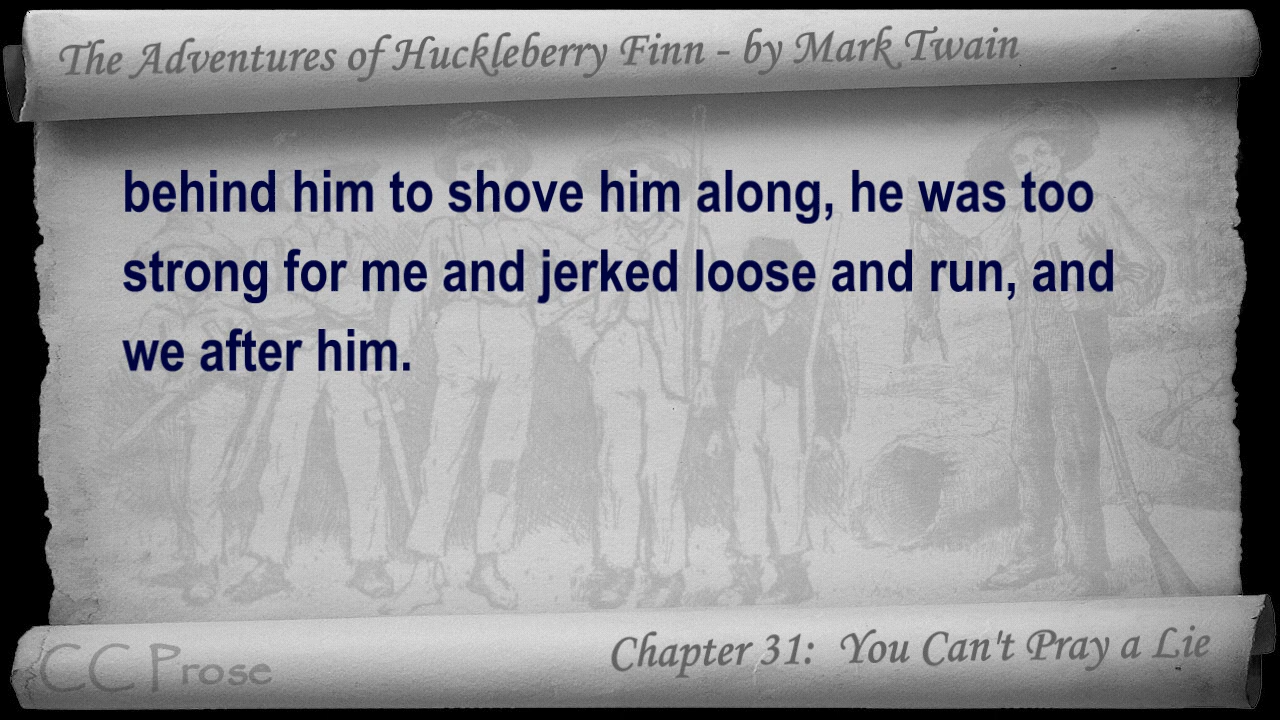 The Adventures of Huckleberry Finn - by Mark Twain
behind him to shove him along, he was too
strong for me and jerked loose and run, and
we after him.
CC Prose
Chapter 31: You Can't Pray a Lie